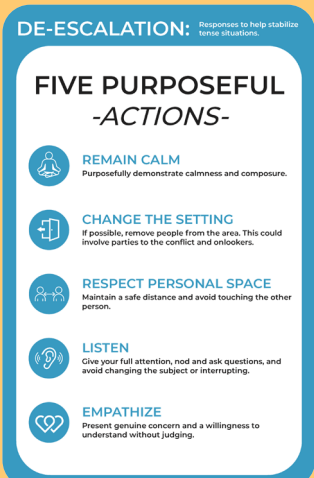 DE-ESCALATION:
Responses to help stabilize
tense situations.
FIVE PURPOSEFUL
-ACTIONS-
REMAIN CALM
Purposefully demonstrate calmness and composure.
CHANGE THE SETTING
If possible, remove people from the area. This could
involve parties to the conflict and onlookers.
RESPECT PERSONAL SPACE
Maintain a safe distance and avoid touching the other
person.
LISTEN
Give your full attention, nod and ask questions, and
avoid changing the subject or interrupting.
EMPATHIZE
Present genuine concern and a willingness to
understand without judging.